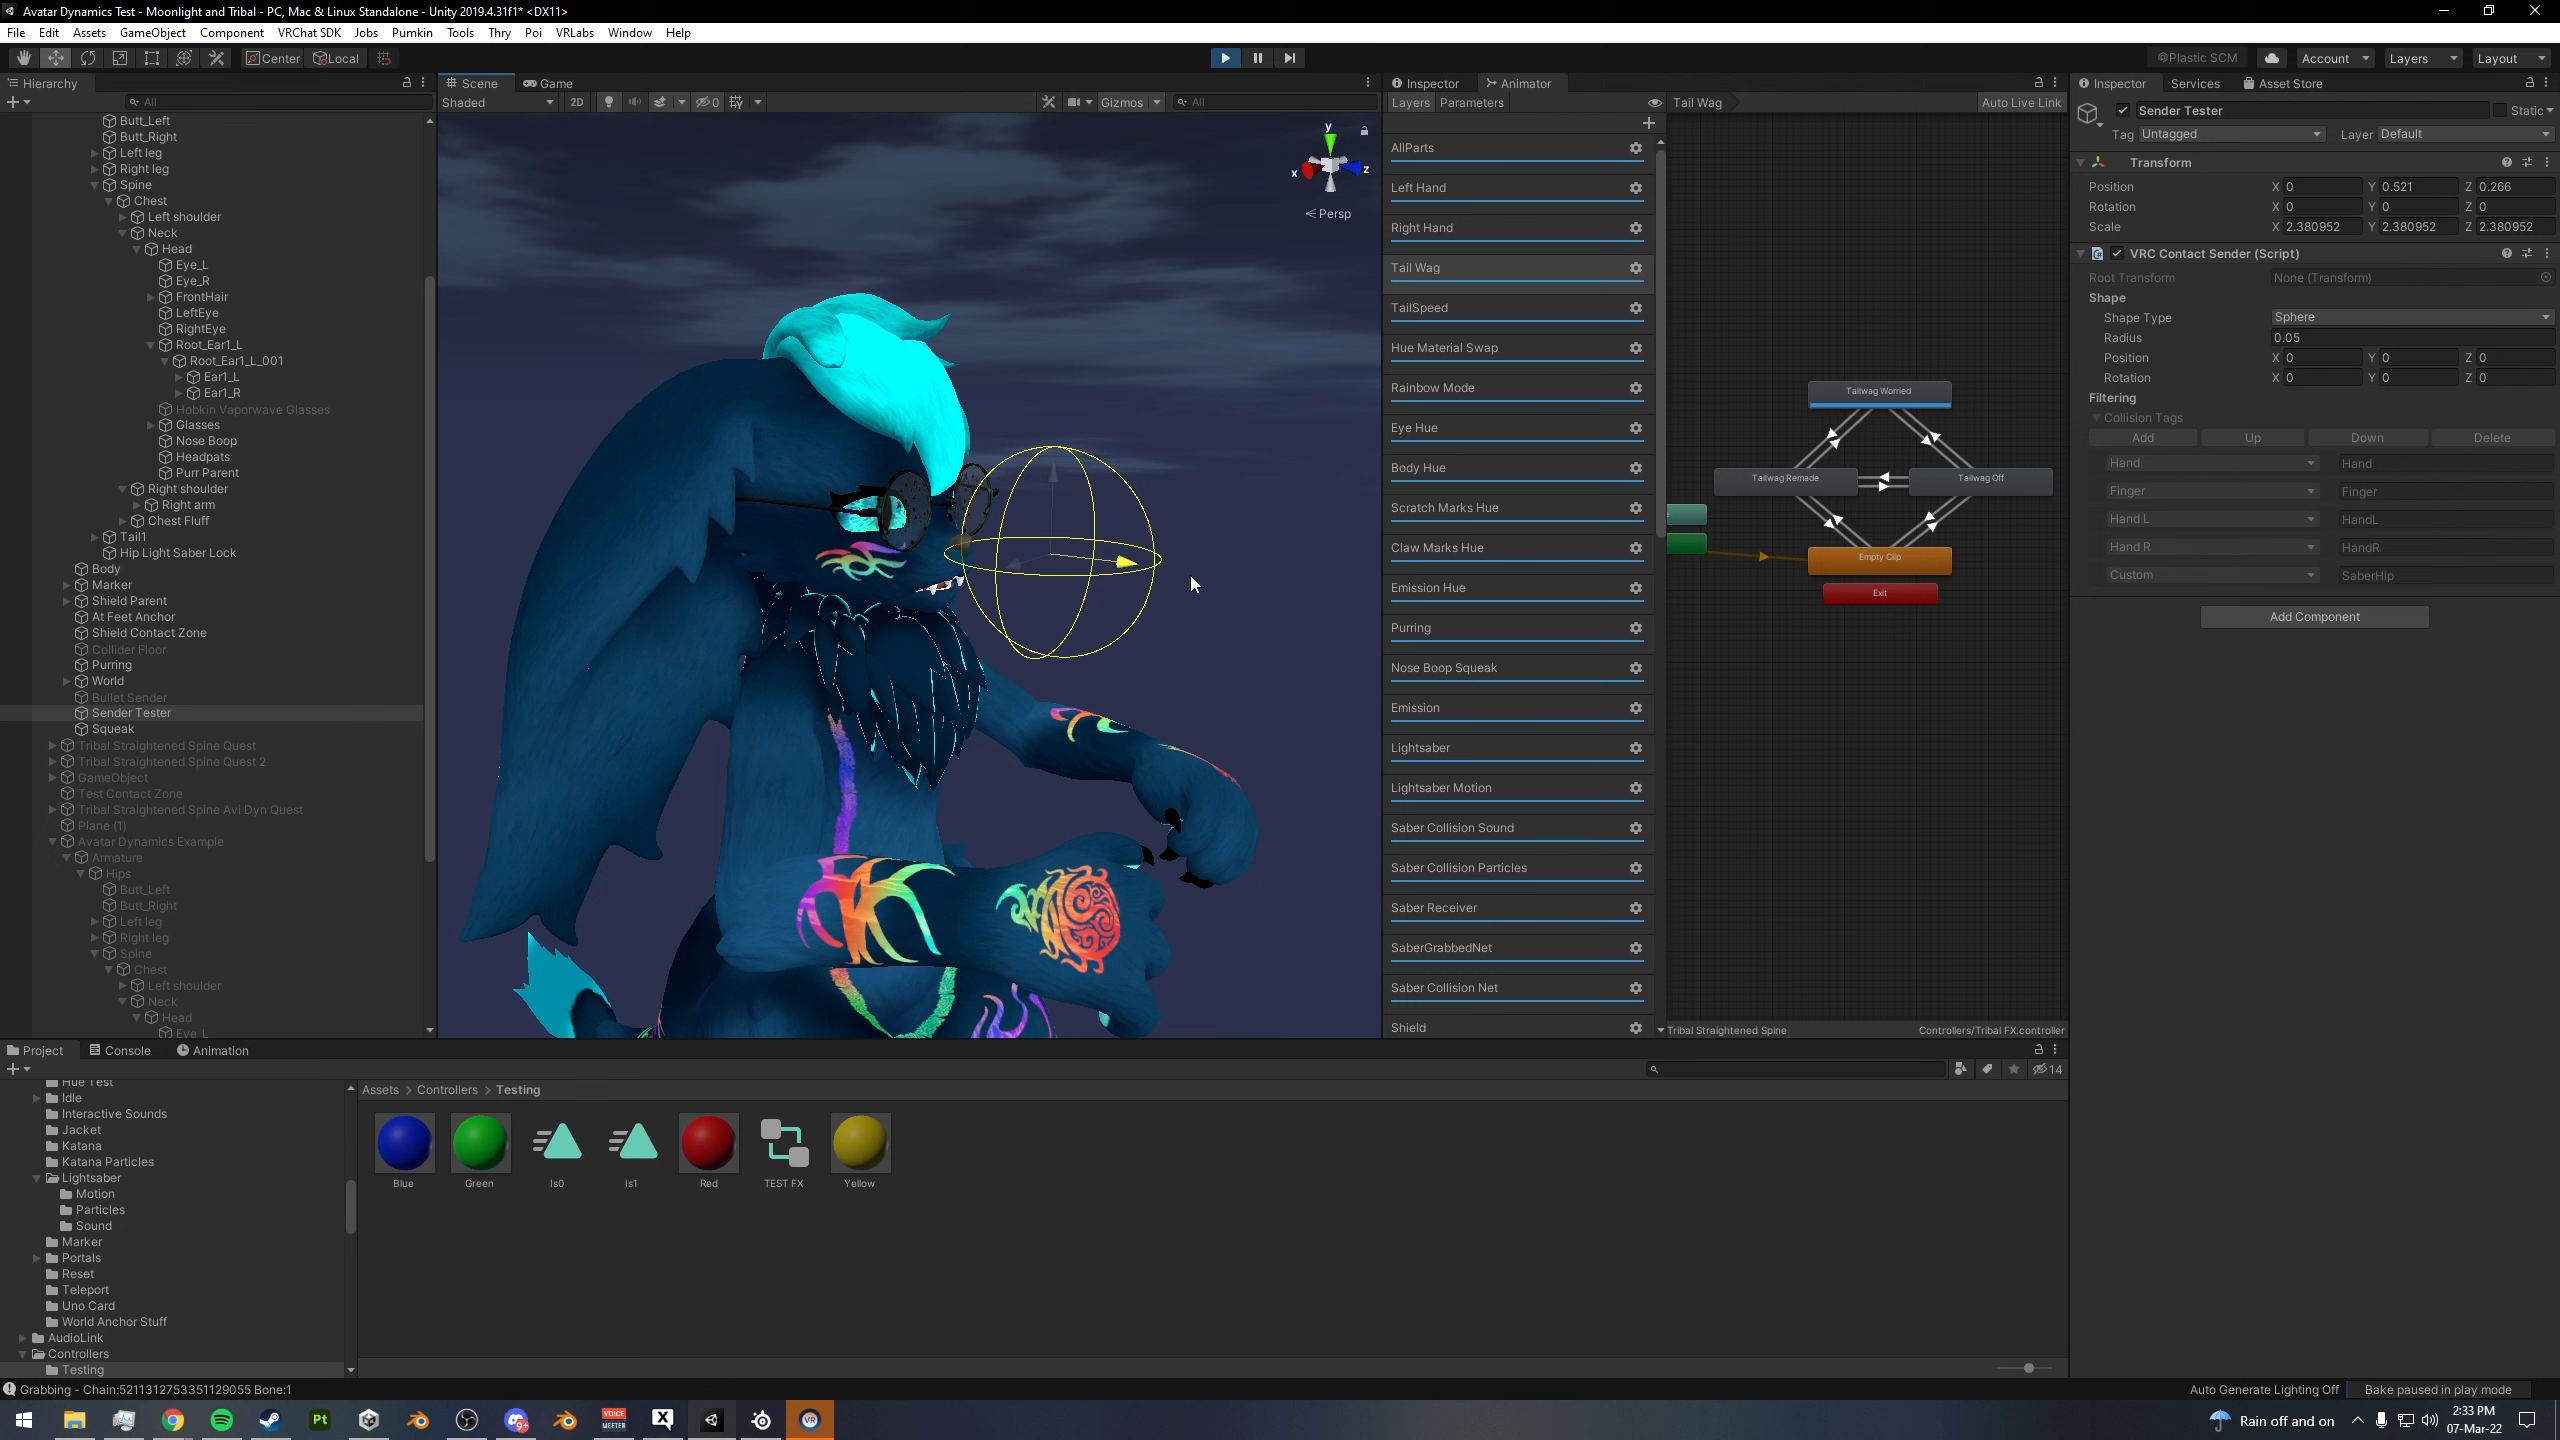 Avatar Dynamics Test - Moonlight and Tribal - PC, Mac & Linux Standalone - Unity 2019.4.31f1* <DX11>
File Edit Assets GameObject Component VRChat SDK Jobs Pumkin Tools Thry Poi VRLabs Window Help
Center Local Plastic SCM Account Layers Layout
Hierarchy
All
Butt_Left
Butt_Right
Left leg
Right leg
Spine
Chest
Left shoulder
Neck
Head
Eye_L
Eye_R
FrontHair
LeftEye
RightEye
Root_Ear1_L
Root_Ear1_L_001
Ear1_L
Ear1_R
Hobkin Vaporwave Glasses
Glasses
Nose Boop
Headpats
Purr Parent
Right shoulder
Right arm
Chest Fluff
Tail1
Hip Light Saber Lock
Body
Marker
Shield Parent
At Feet Anchor
Shield Contact Zone
Collider Floor
Purring
World
Bullet Sender
Sender Tester
Squeak
Tribal Straightened Spine Quest
Tribal Straightened Spine Quest 2
GameObject
Test Contact Zone
Tribal Straightened Spine Avi Dyn Quest
Plane (1)
Avatar Dynamics Example
Armature
Hips
Butt_Left
Butt_Right
Left leg
Right leg
Spine
Chest
Left shoulder
Neck
Head
Eye_L
Scene Game
Shaded 2D 0 Gizmos All
y
x z
Persp
Inspector Animator
Layers Parameters Tail Wag Auto Live Link
AllParts
Left Hand
Right Hand
Tail Wag
TailSpeed
Hue Material Swap
Rainbow Mode
Eye Hue
Body Hue
Scratch Marks Hue
Claw Marks Hue
Emission Hue
Purring
Nose Boop Squeak
Emission
Lightsaber
Lightsaber Motion
Saber Collision Sound
Saber Collision Particles
Saber Receiver
SaberGrabbedNet
Saber Collision Net
Shield
Tailwag Worried
Tailwag Remade Tailwag Off
Empty Clip
Exit
Tribal Straightened Spine Controllers/Tribal FX.controller
Inspector Services Asset Store
Sender Tester Static
Tag Untagged Layer Default
Transform
Position X 0 Y 0.521 Z 0.266
Rotation X 0 Y 0 Z 0
Scale X 2.380952 Y 2.380952 Z 2.380952
VRC Contact Sender (Script)
Root Transform None (Transform)
Shape
Shape Type Sphere
Radius 0.05
Position X 0 Y 0 Z 0
Rotation X 0 Y 0 Z 0
Filtering
Collision Tags
Add Up Down Delete
Hand Hand
Finger Finger
Hand L HandL
Hand R HandR
Custom SaberHip
Add Component
Project Console Animation
14
Hue Test
Idle
Interactive Sounds
Jacket
Katana
Katana Particles
Lightsaber
Motion
Particles
Sound
Marker
Portals
Reset
Teleport
Uno Card
World Anchor Stuff
AudioLink
Controllers
Testing
Assets > Controllers > Testing
Blue Green Is0 Is1 Red TEST FX Yellow
Grabbing - Chain:5211312753351129055 Bone:1
Auto Generate Lighting Off Bake paused in play mode
Pt 9+ VOICE MEETER X VR
Rain off and on
2:33 PM
07-Mar-22